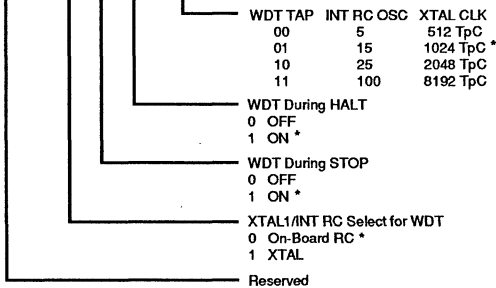 WDT TAP INT RC OSC XTAL CLK
00 5 512 TpC
01 15 1024 TpC *
10 25 2048 TpC
11 100 8192 TpC
WDT During HALT
0 OFF
1 ON *
WDT During STOP
0 OFF
1 ON *
XTAL1/INT RC Select for WDT
0 On-Board RC *
1 XTAL
Reserved